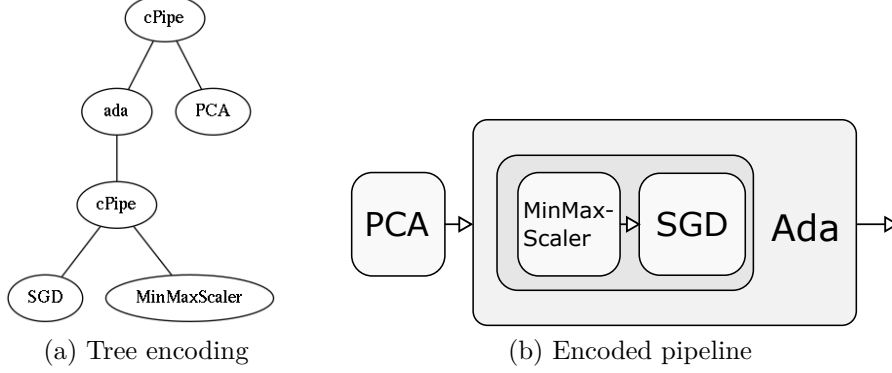 cPipe
ada
PCA
cPipe
SGD
MinMaxScaler
(a) Tree encoding
PCA
MinMax-
Scaler
SGD
Ada
(b) Encoded pipeline